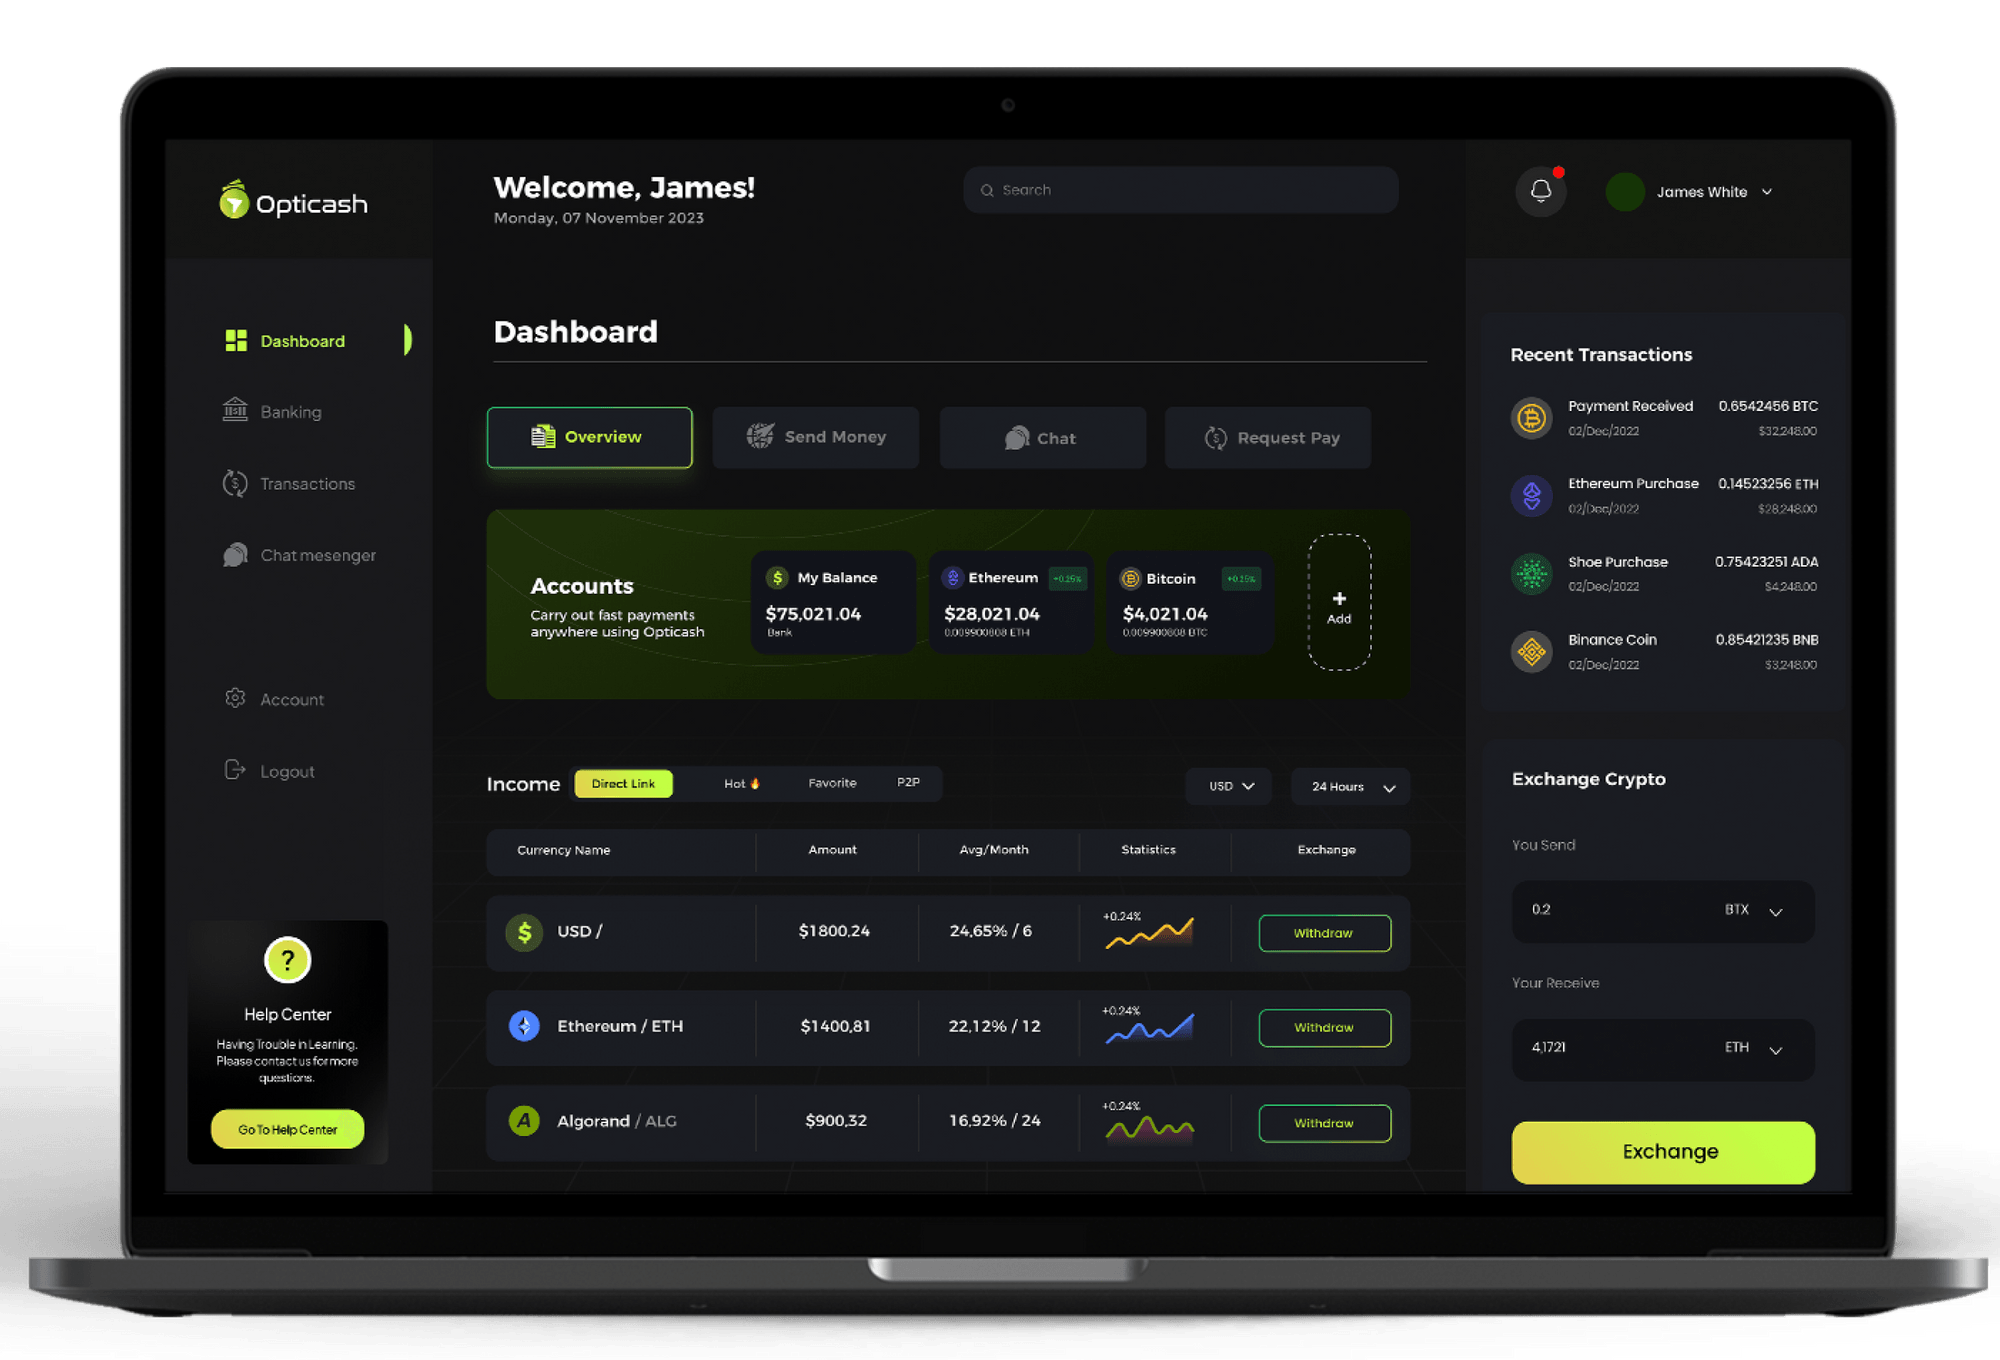 Opticash
Welcome, James!
Monday, 07 November 2023
Search
James White
Dashboard
Banking
Transactions
Chat mesenger
Account
Logout
?
Help Center
Having Trouble in Learning.
Please contact us for more
questions.
Go To Help Center
Dashboard
Overview
Send Money
Chat
Request Pay
Accounts
Carry out fast payments
anywhere using Opticash
My Balance
$75,021.04
Bank
Ethereum +0.25%
$28,021.04
0.009900808 ETH
Bitcoin +0.25%
$4,021.04
0.009900808 BTC
+
Add
Income
Direct Link
Hot
Favorite
P2P
USD
24 Hours
Currency Name Amount Avg/Month Statistics Exchange
$ USD / $1800,24 24,65% / 6 +0.24% Withdraw
Ethereum / ETH $1400,81 22,12% / 12 +0.24% Withdraw
A Algorand / ALG $900,32 16,92% / 24 +0.24% Withdraw
Recent Transactions
Payment Received 0.6542456 BTC
02/Dec/2022 $32,248.00
Ethereum Purchase 0.14523256 ETH
02/Dec/2022 $28,248.00
Shoe Purchase 0.75423251 ADA
02/Dec/2022 $4,248.00
Binance Coin 0.85421235 BNB
02/Dec/2022 $3,248.00
Exchange Crypto
You Send
0.2 BTX
Your Receive
4,1721 ETH
Exchange